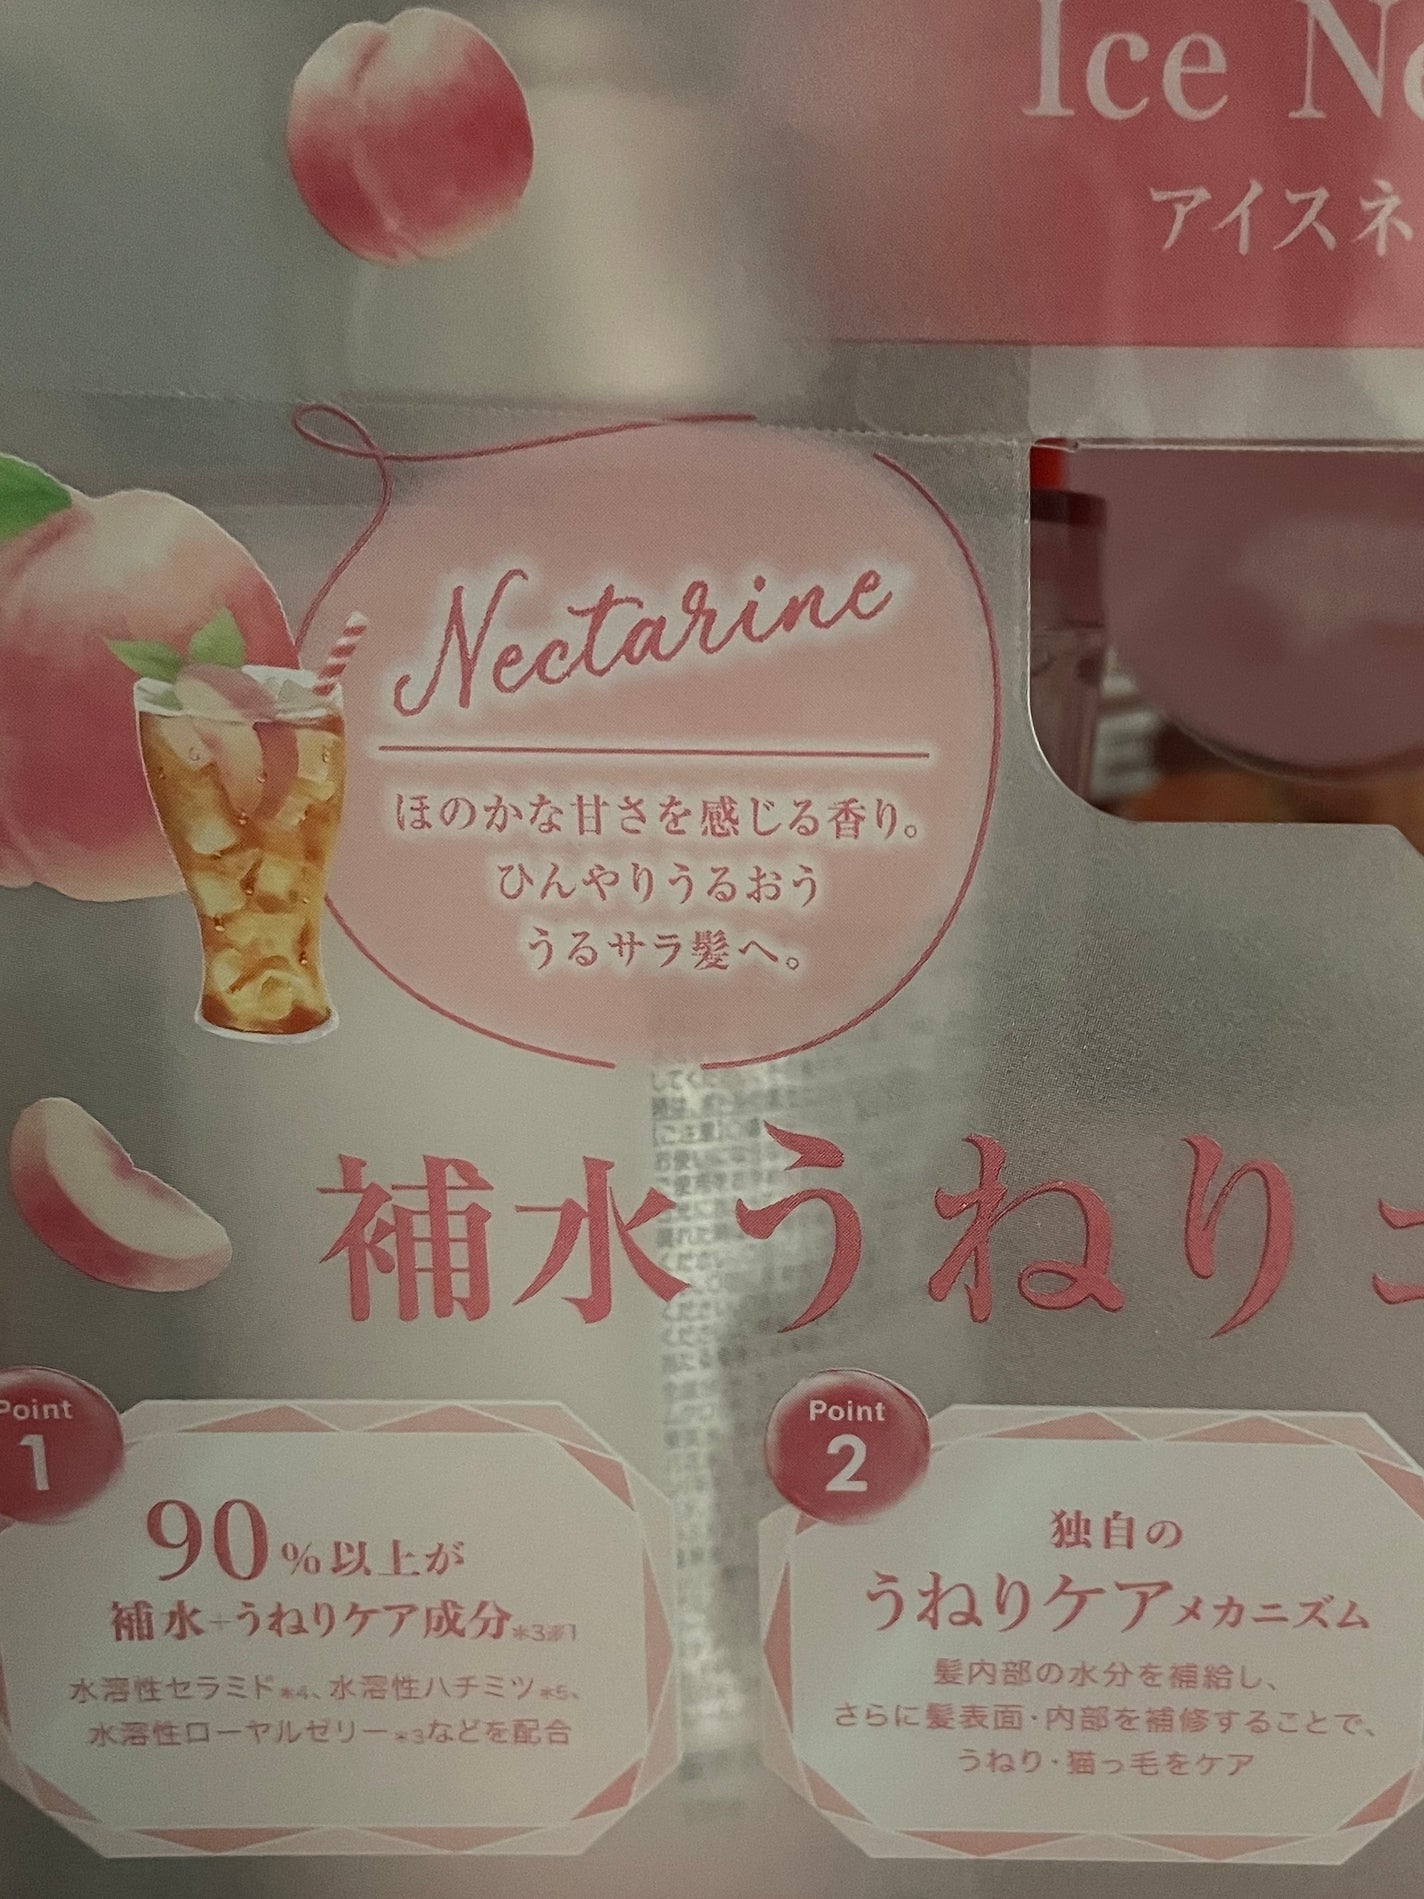 Ice Ne
アイスネ
Nectarine
ほのかな甘さを感じる香り。
ひんやりうるおう
うるサラ髪へ。
補水うねりケ
Point
1
90%以上が
補水+うねりケア成分*3※1
水溶性セラミド*4、水溶性ハチミツ*5、
水溶性ローヤルゼリー*3などを配合
Point
2
独自の
うねりケアメカニズム
髪内部の水分を補給し、
さらに髪表面・内部を補修することで、
うねり・猫っ毛をケア